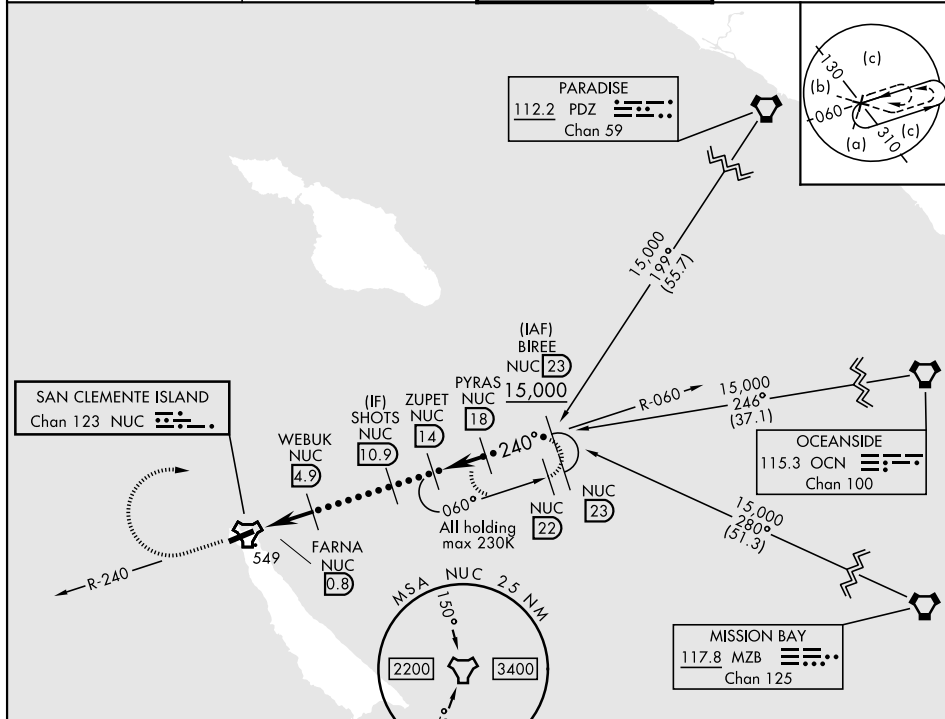 PARADISE
112.2 PDZ
Chan 59
130
(c)
(b)
060
(a)
310
(c)
15,000
199°
(55.7)
(IAF)
BIREE
NUC 23
15,000
PYRAS
NUC
18
ZUPET
NUC
14
(IF)
SHOTS
NUC
10.9
WEBUK
NUC
4.9
SAN CLEMENTE ISLAND
Chan 123 NUC
R-060
15,000
246°
(37.1)
OCEANSIDE
115.3 OCN
Chan 100
240°
060°
All holding
max 230K
NUC
22
NUC
23
15,000
280°
(51.3)
549
FARNA
NUC
0.8
R-240
MSA NUC 25 NM
150°
2200
3400
MISSION BAY
117.8 MZB
Chan 125